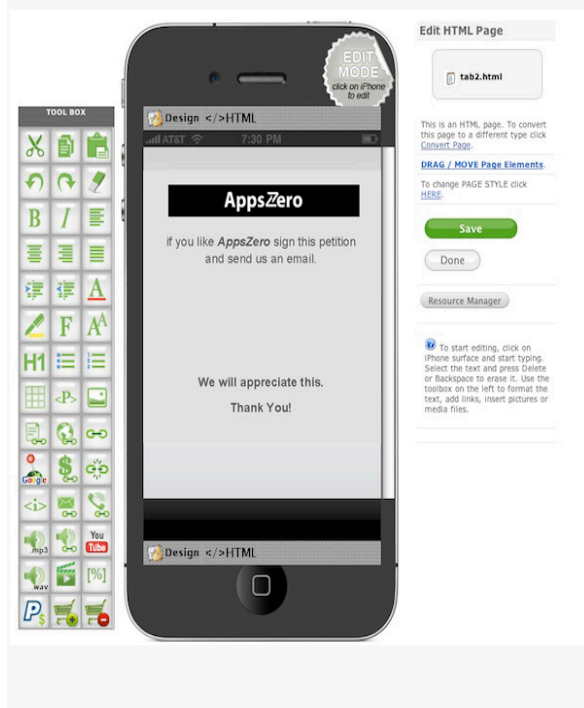 TOOL BOX
B
I
A
F
AA
H1
<P>
Google
$
<i>
.mp3
You
Tube
.wav
[%]
P$
EDIT
MODE
click on iPhone
to edit
Design </>HTML
AT&T
7:30 PM
AppsZero
if you like AppsZero sign this petition
and send us an email.
We will appreciate this.
Thank You!
Design </>HTML
Edit HTML Page
tab2.html
This is an HTML page. To convert
this page to a different type click
Convert Page.
DRAG / MOVE Page Elements.
To change PAGE STYLE click
HERE.
Save
Done
Resource Manager
To start editing, click on
iPhone surface and start typing.
Select the text and press Delete
or Backspace to erase it. Use the
toolbox on the left to format the
text, add links, insert pictures or
media files.